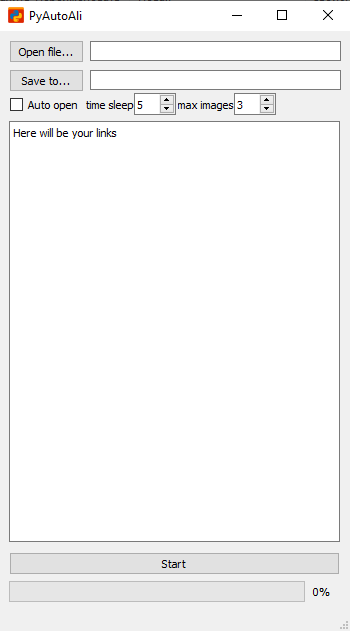 PyAutoAli
Open file...
Save to...
Auto open time sleep 5 max images 3
Here will be your links
Start
0%